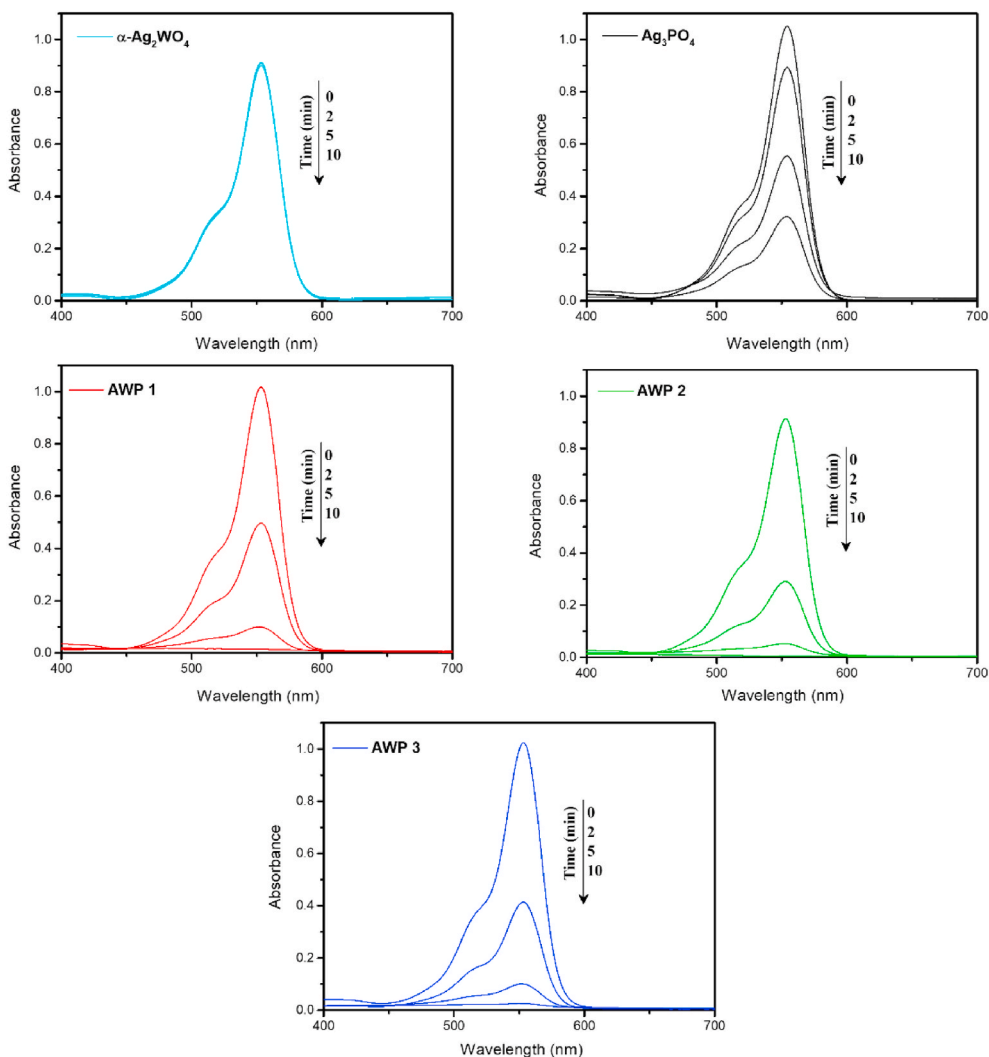 α-Ag₂WO₄
1.0
0.8
0.6
0.4
0.2
0.0
Absorbance
Time (min)
0
2
5
10
400 500 600 700
Wavelength (nm)
Ag₃PO₄
1.0
0.8
0.6
0.4
0.2
0.0
Absorbance
Time (min)
0
2
5
10
400 500 600 700
Wavelength (nm)
AWP 1
1.0
0.8
0.6
0.4
0.2
0.0
Absorbance
Time (min)
0
2
5
10
400 500 600 700
Wavelength (nm)
AWP 2
1.0
0.8
0.6
0.4
0.2
0.0
Absorbance
Time (min)
0
2
5
10
400 500 600 700
Wavelength (nm)
AWP 3
1.0
0.8
0.6
0.4
0.2
0.0
Absorbance
Time (min)
0
2
5
10
400 500 600 700
Wavelength (nm)